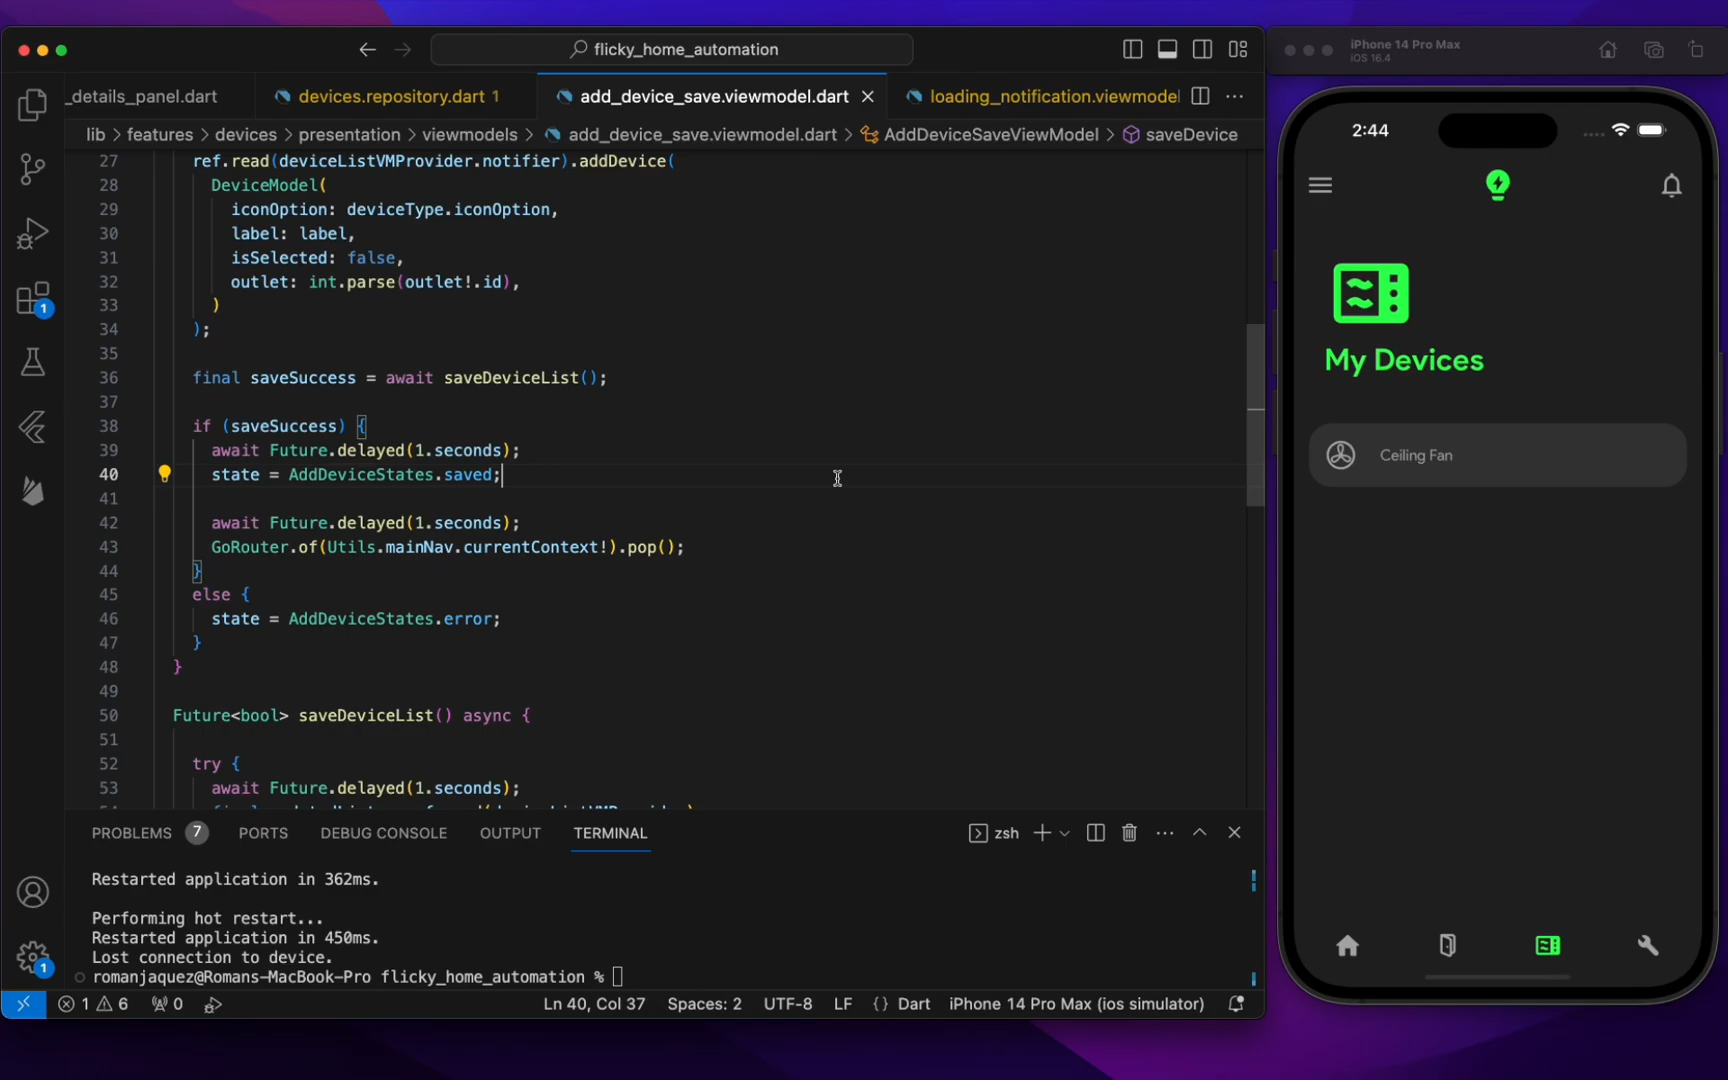 flicky_home_automation
_details_panel.dart
devices.repository.dart 1
add_device_save.viewmodel.dart
loading_notification.viewmodel
lib > features > devices > presentation > viewmodels > add_device_save.viewmodel.dart > AddDeviceSaveViewModel > saveDevice
27 ref.read(deviceListVMProvider.notifier).addDevice(
28 DeviceModel(
29 iconOption: deviceType.iconOption,
30 label: label,
31 isSelected: false,
32 outlet: int.parse(outlet!.id),
33 )
34 );
35
36 final saveSuccess = await saveDeviceList();
37
38 if (saveSuccess) {
39 await Future.delayed(1.seconds);
40 state = AddDeviceStates.saved;
41
42 await Future.delayed(1.seconds);
43 GoRouter.of(Utils.mainNav.currentContext!).pop();
44 }
45 else {
46 state = AddDeviceStates.error;
47 }
48 }
49
50 Future<bool> saveDeviceList() async {
51
52 try {
53 await Future.delayed(1.seconds);
PROBLEMS 7 PORTS DEBUG CONSOLE OUTPUT TERMINAL
zsh
Restarted application in 362ms.
Performing hot restart...
Restarted application in 450ms.
Lost connection to device.
romanjaquez@Romans-MacBook-Pro flicky_home_automation %
1 6 0
Ln 40, Col 37 Spaces: 2 UTF-8 LF {} Dart iPhone 14 Pro Max (ios simulator)
1
1
iPhone 14 Pro Max
iOS 16.4
2:44
My Devices
Ceiling Fan